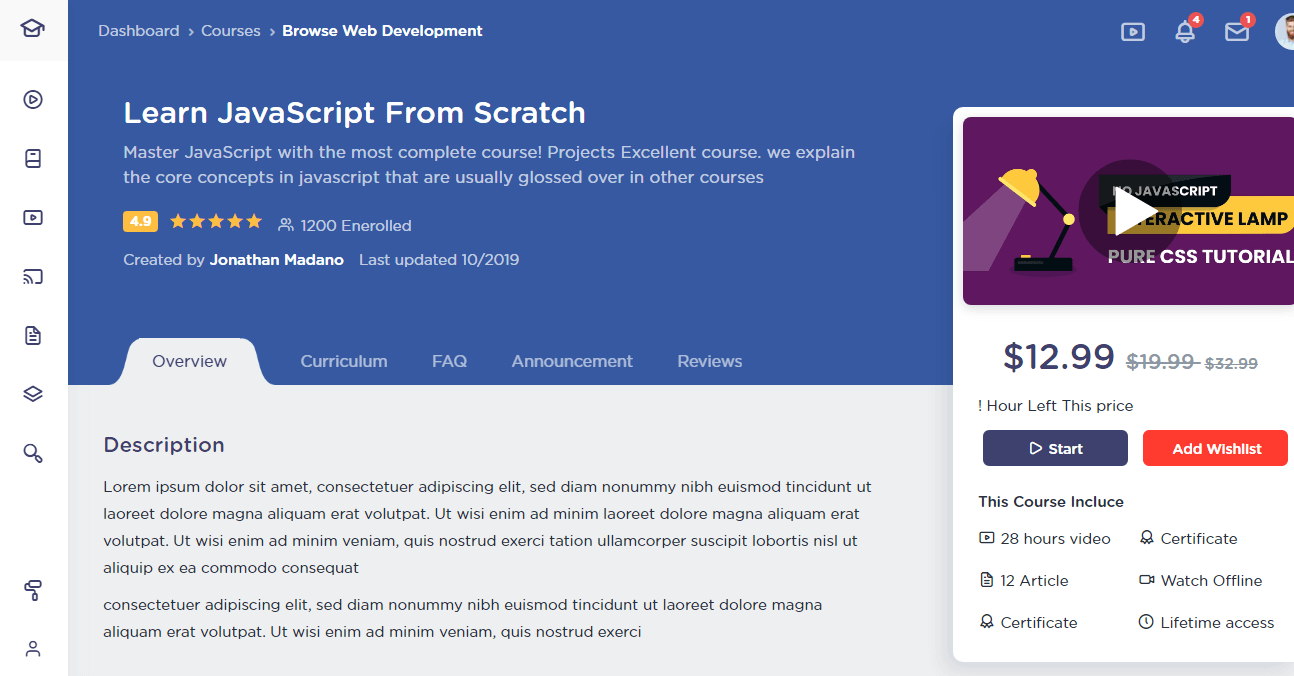 Dashboard › Courses › Browse Web Development
4
1
Learn JavaScript From Scratch
Master JavaScript with the most complete course! Projects Excellent course. we explain
the core concepts in javascript that are usually glossed over in other courses
4.9
1200 Enerolled
Created by Jonathan Madano Last updated 10/2019
Overview Curriculum FAQ Announcement Reviews
Description
Lorem ipsum dolor sit amet, consectetuer adipiscing elit, sed diam nonummy nibh euismod tincidunt ut
laoreet dolore magna aliquam erat volutpat. Ut wisi enim ad minim laoreet dolore magna aliquam erat
volutpat. Ut wisi enim ad minim veniam, quis nostrud exerci tation ullamcorper suscipit lobortis nisl ut
aliquip ex ea commodo consequat
consectetuer adipiscing elit, sed diam nonummy nibh euismod tincidunt ut laoreet dolore magna
aliquam erat volutpat. Ut wisi enim ad minim veniam, quis nostrud exerci
NO JAVASCRIPT
LAMP
PURE CSS TUTORIAL
$12.99 $19.99 $32.99
! Hour Left This price
Start
Add Wishlist
This Course Incluce
28 hours video
Certificate
12 Article
Watch Offline
Certificate
Lifetime access